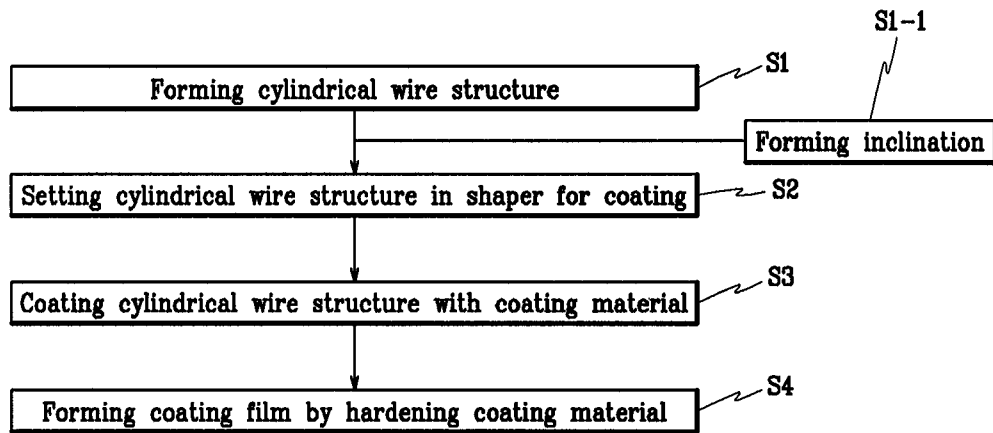 S1-1
S1
Forming cylindrical wire structure
Forming inclination
Setting cylindrical wire structure in shaper for coating
S2
Coating cylindrical wire structure with coating material
S3
Forming coating film by hardening coating material
S4